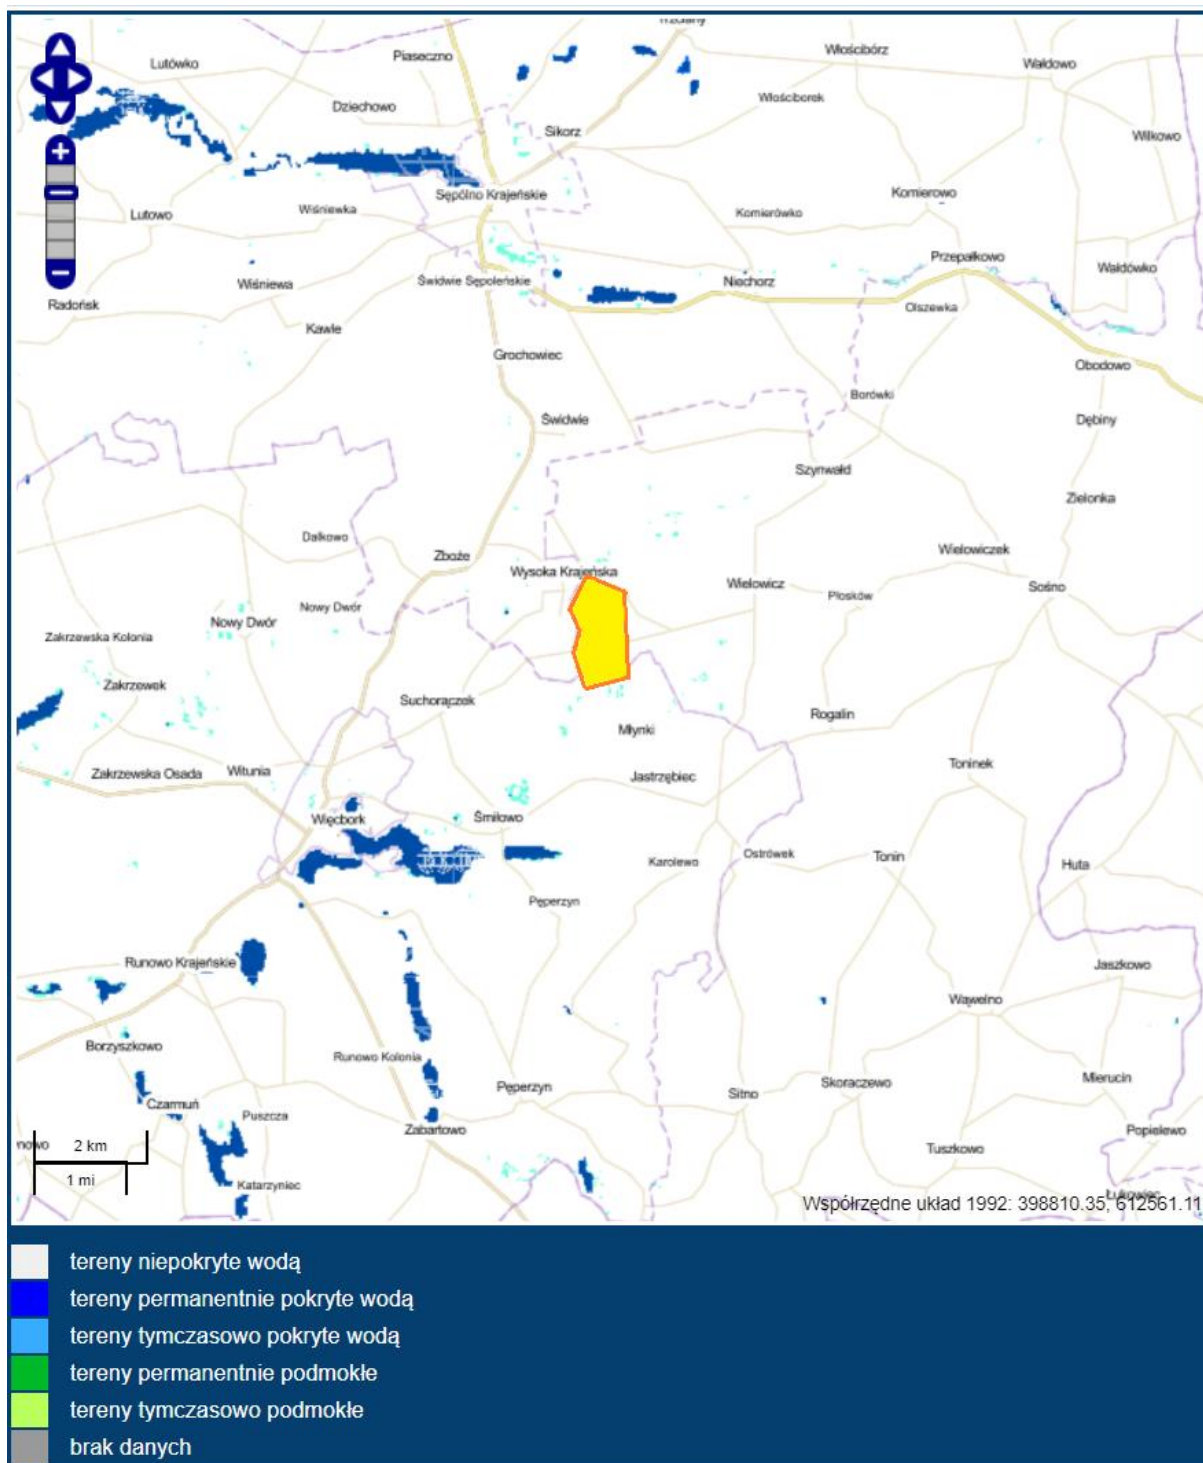 Trzciany
Włościbórz
Piaseczno
Lutówko
Wałdowo
Włościborek
Dziechowo
Sikorz
Wilkowo
Sępólno Krajeńskie
Komierowo
Wiśniewka
Lutowo
Komierówko
Przepałkowo
Wałdówko
Świdwie Sępoleńskie
Niechorz
Wiśniewa
Radońsk
Olszewka
Kawle
Grochowiec
Obodowo
Borówki
Świdwie
Dębiny
Szynwałd
Zielonka
Dalkowo
Wielowiczek
Zboże
Wysoka Krajeńska
Wielowicz
Sośno
Płosków
Nowy Dwór
Nowy Dwór
Zakrzewska Kolonia
Zakrzewek
Suchorączek
Rogalin
Młynki
Toninek
Zakrzewska Osada
Witunia
Jastrzębiec
Więcbork
Śmiłowo
Ostrówek
Tonin
Karolewo
Huta
Pęperzyn
Runowo Krajeńskie
Jaszkowo
Wąwelno
Borzyszkowo
Runowo Kolonia
Mierucin
Pęperzyn
Skoraczewo
Sitno
Czarmuń
Puszcza
Zabartowo
Popielewo
nowo
2 km
Tuszkowo
1 mi
Katarzyniec
Łukowiec
Współrzędne układ 1992: 398810.35, 612561.11
tereny niepokryte wodą
tereny permanentnie pokryte wodą
tereny tymczasowo pokryte wodą
tereny permanentnie podmokłe
tereny tymczasowo podmokłe
brak danych